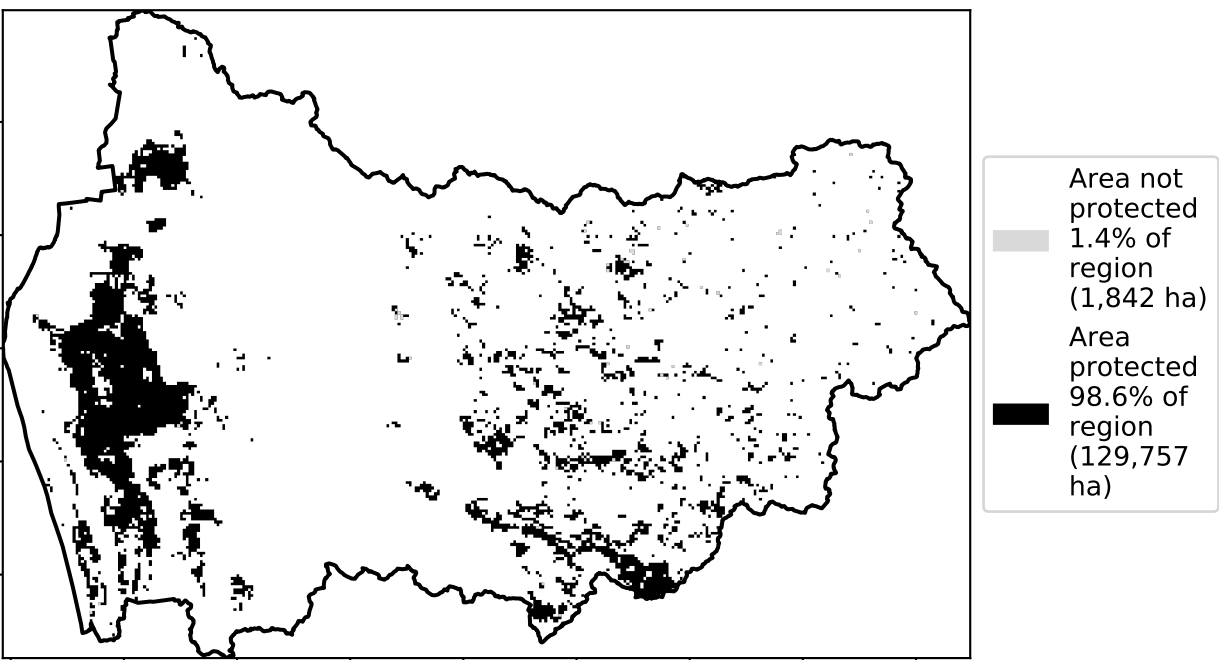 Area not
protected
1.4% of
region
(1,842 ha)
Area
protected
98.6% of
region
(129,757
ha)